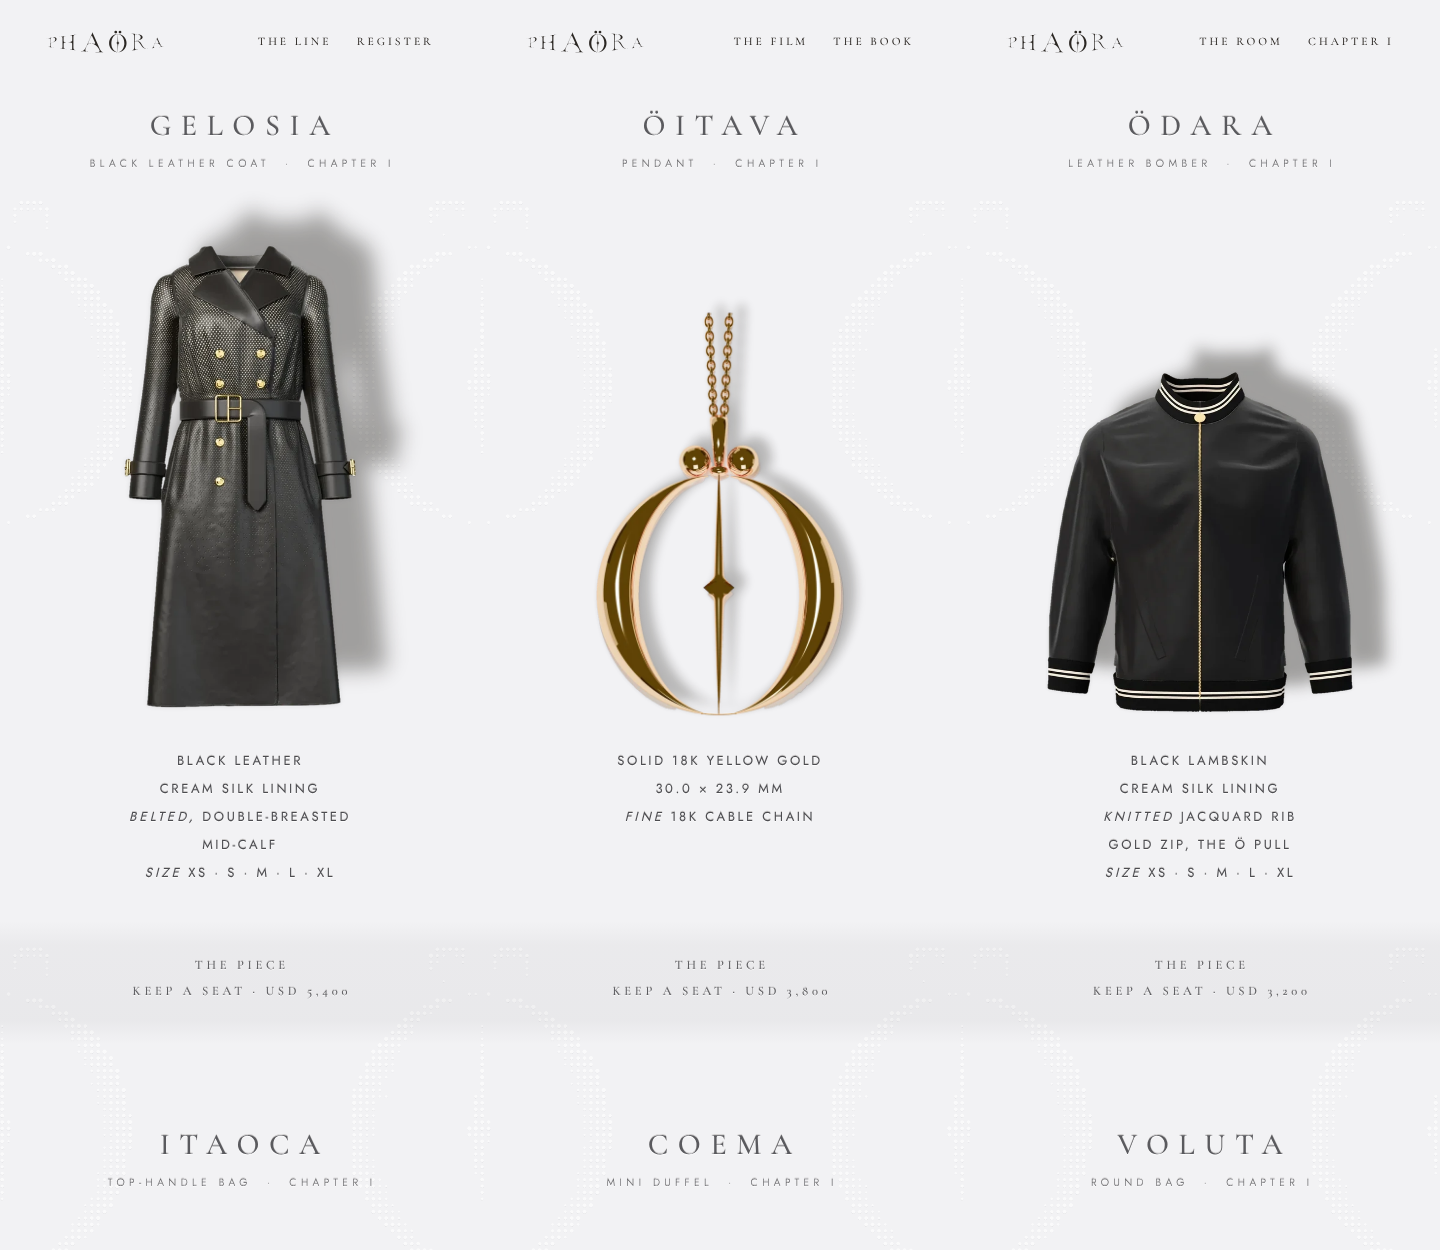 PHAÖRA THE LINE REGISTER PHAÖRA THE FILM THE BOOK PHAÖRA THE ROOM CHAPTER I
GELOSIA
BLACK LEATHER COAT · CHAPTER I
BLACK LEATHER
CREAM SILK LINING
BELTED, DOUBLE-BREASTED
MID-CALF
SIZE XS · S · M · L · XL
THE PIECE
KEEP A SEAT · USD 5,400
ÖITAVA
PENDANT · CHAPTER I
SOLID 18K YELLOW GOLD
30.0 × 23.9 MM
FINE 18K CABLE CHAIN
THE PIECE
KEEP A SEAT · USD 3,800
ÖDARA
LEATHER BOMBER · CHAPTER I
BLACK LAMBSKIN
CREAM SILK LINING
KNITTED JACQUARD RIB
GOLD ZIP, THE Ö PULL
SIZE XS · S · M · L · XL
THE PIECE
KEEP A SEAT · USD 3,200
ITAOCA
TOP-HANDLE BAG · CHAPTER I
COEMA
MINI DUFFEL · CHAPTER I
VOLUTA
ROUND BAG · CHAPTER I